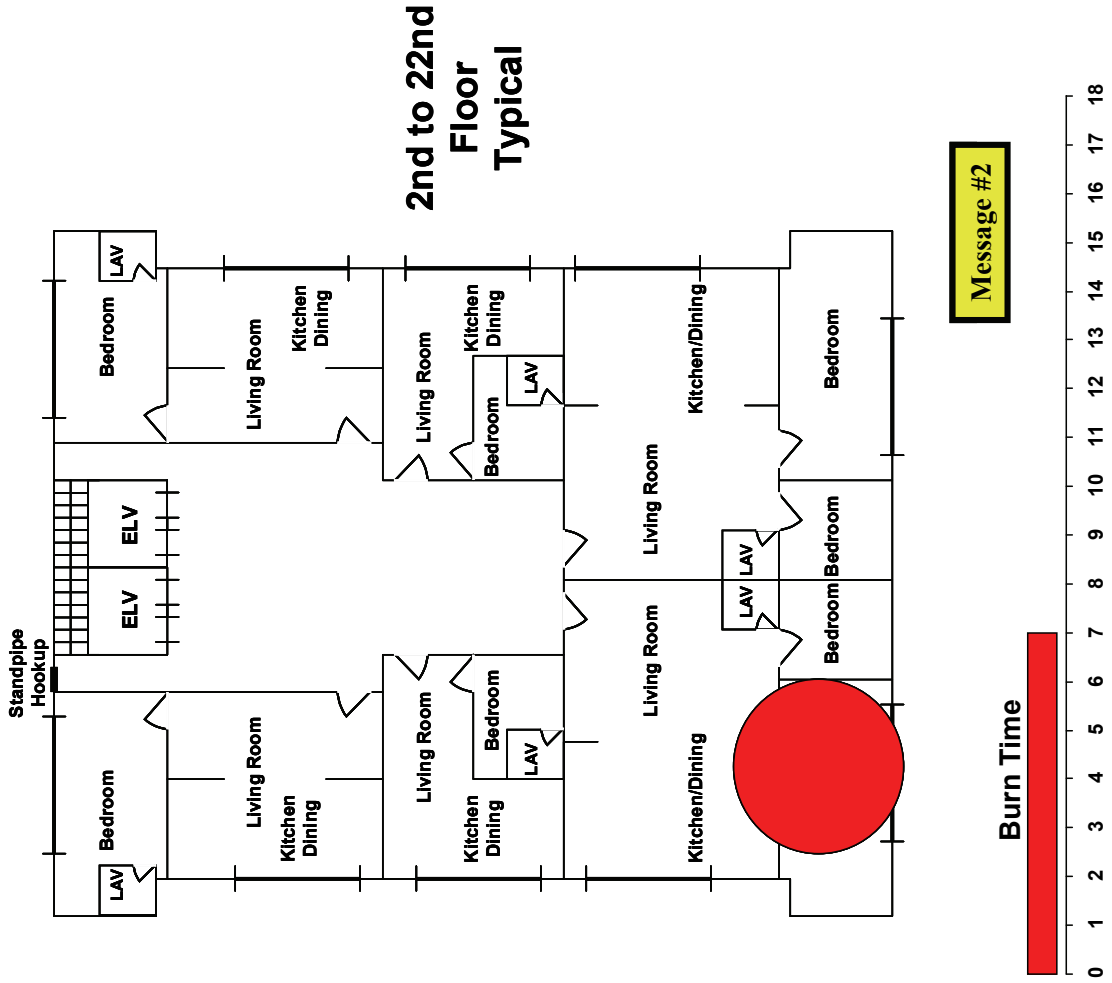 Standpipe
Hookup
2nd to 22nd
Floor
Typical
LAV
Bedroom
ELV
ELV
Bedroom
LAV
Living Room
Kitchen
Dining
Living Room
Kitchen
Dining
Living Room
Kitchen
Dining
Bedroom
LAV
Living Room
Kitchen
Dining
Bedroom
LAV
Living Room
Kitchen/Dining
Living Room
Kitchen/Dining
LAV
LAV
Bedroom
Bedroom
Bedroom
Message #2
Burn Time
0 1 2 3 4 5 6 7 8 9 10 11 12 13 14 15 16 17 18